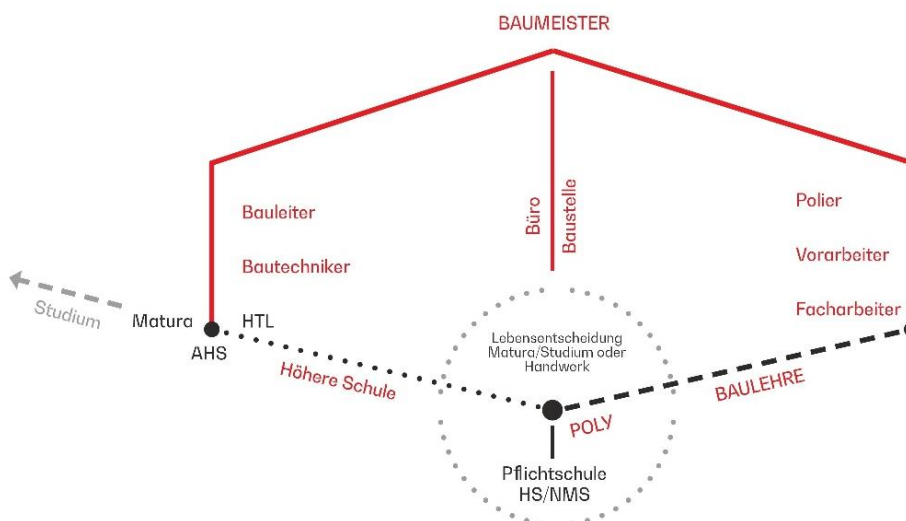 BAUMEISTER
Bauleiter
Bautechniker
Büro
Baustelle
Polier
Vorarbeiter
Facharbeiter
Studium
Matura
HTL
AHS
Höhere Schule
Lebensentscheidung
Matura/Studium oder
Handwerk
POLY
BAULEHRE
Pflichtschule
HS/NMS